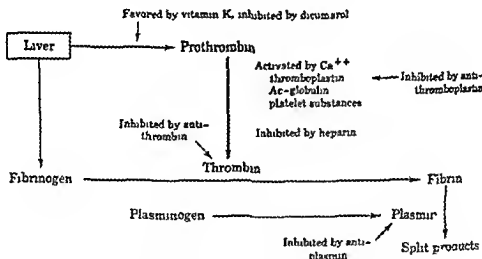 Favored by vitamin K, inhibited by dicumarol
Liver
Prothrombin
Activated by Ca++
thromboplastin
Ac-globulin
platelet substances
Inhibited by anti-
thromboplastin
Inhibited by anti-
thrombin
Inhibited by heparin
Thrombin
Fibrinogen
Fibrin
Plasminogen
Plasmin
Inhibited by anti-
plasmin
Split products